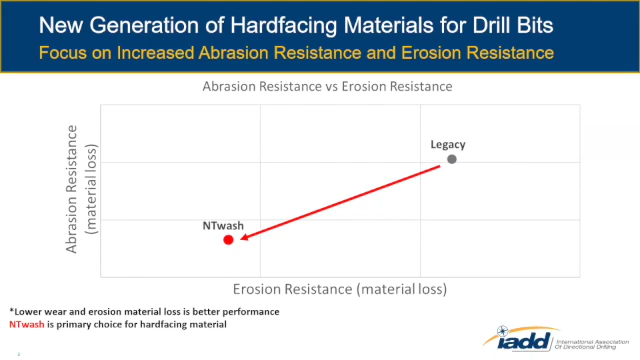 New Generation of Hardfacing Materials for Drill Bits
Focus on Increased Abrasion Resistance and Erosion Resistance
Abrasion Resistance vs Erosion Resistance
Abrasion Resistance
(material loss)
Legacy
NTwash
Erosion Resistance (material loss)
*Lower wear and erosion material loss is better performance
NTwash is primary choice for hardfacing material
iadd
International Association
Of Directional Drilling